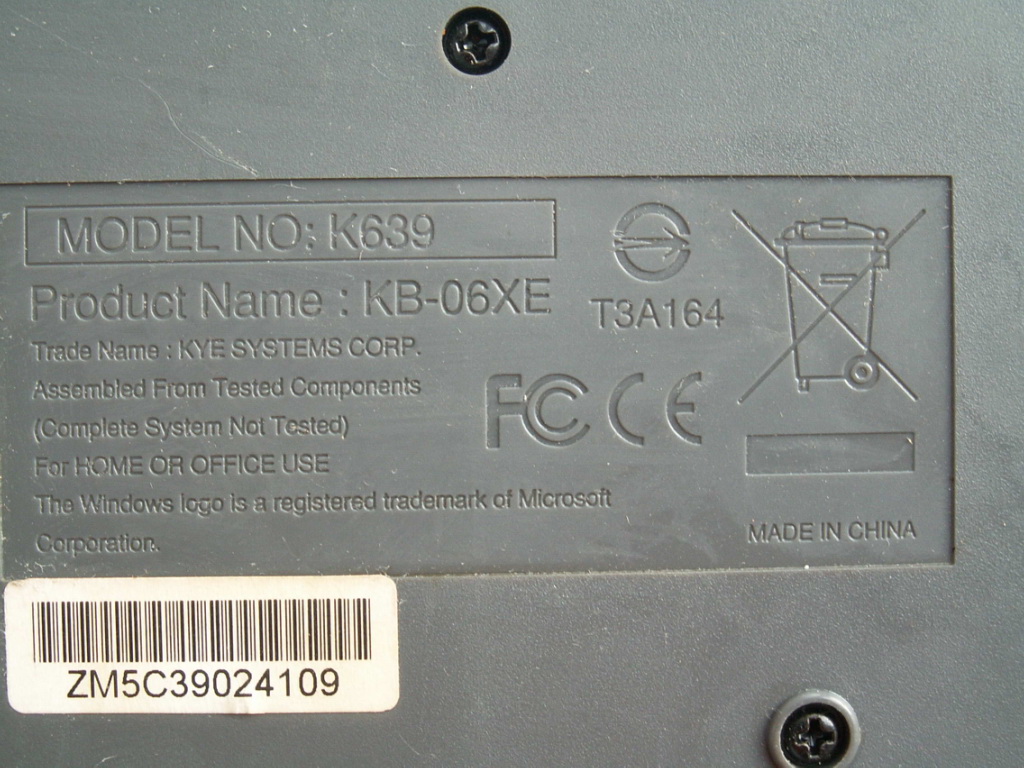 MODEL NO: K639
Product Name : KB-06XE
T3A164
Trade Name : KYE SYSTEMS CORP.
Assembled From Tested Components
(Complete System Not Tested)
For HOME OR OFFICE USE
The Windows logo is a registered trademark of Microsoft
Corporation.
FC CE
MADE IN CHINA
ZM5C39024109